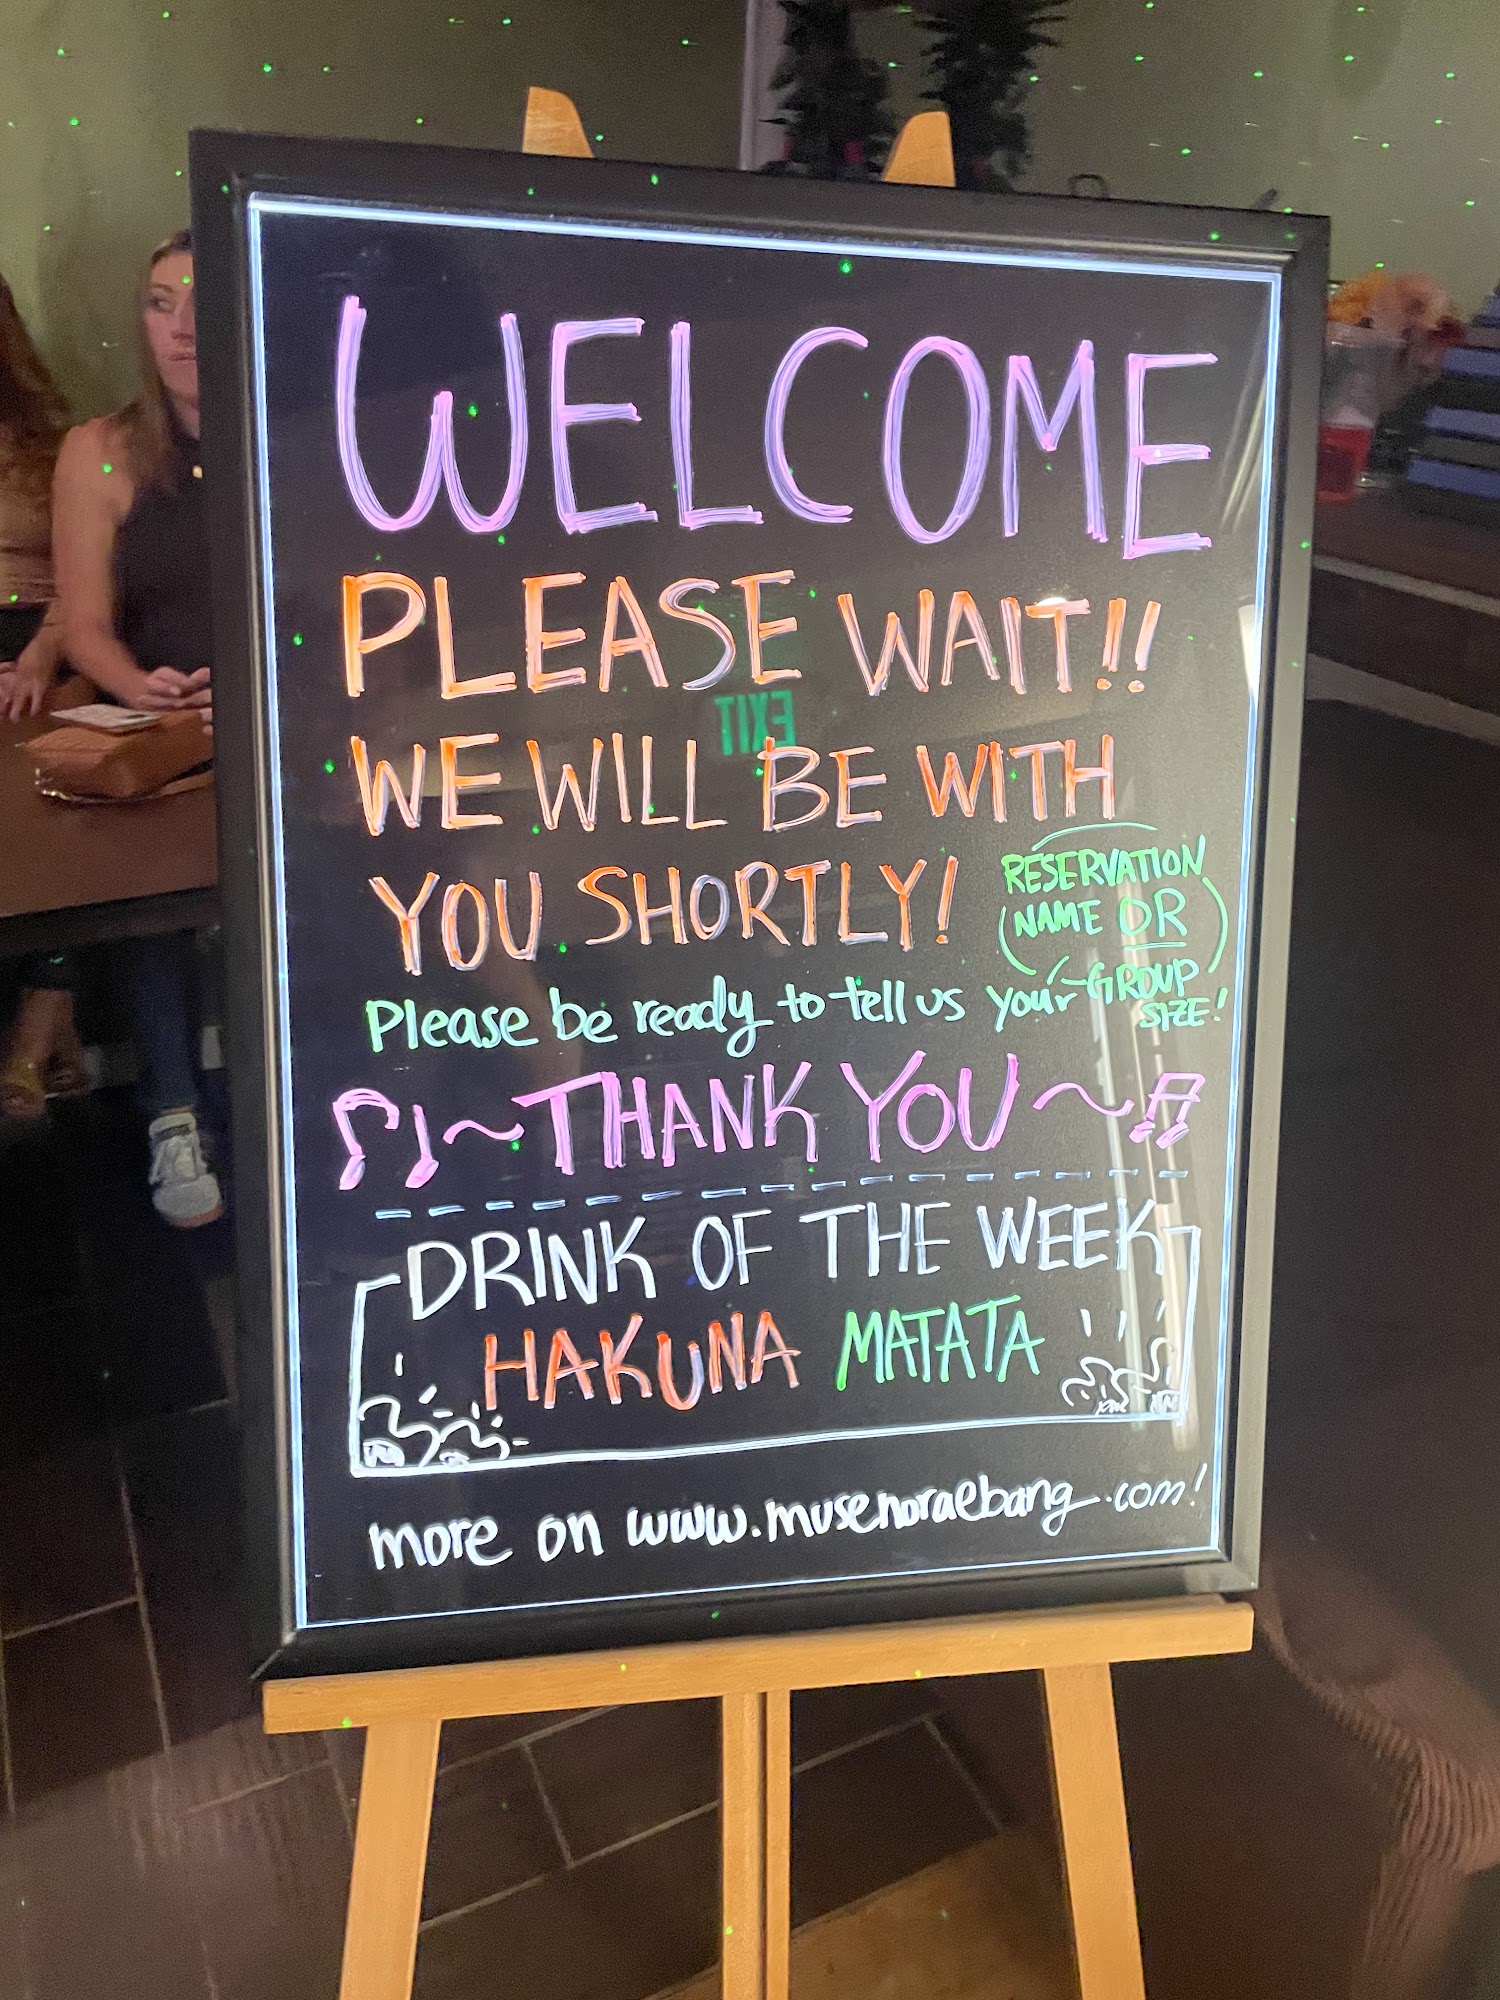 WELCOME
PLEASE WAIT!!
WE WILL BE WITH
YOU SHORTLY!
Please be ready to tell us your
RESERVATION
NAME OR
GROUP
SIZE!
~THANK YOU~
DRINK OF THE WEEK
HAKUNA MATATA
more on www.musenoraebang.com!
EXIT